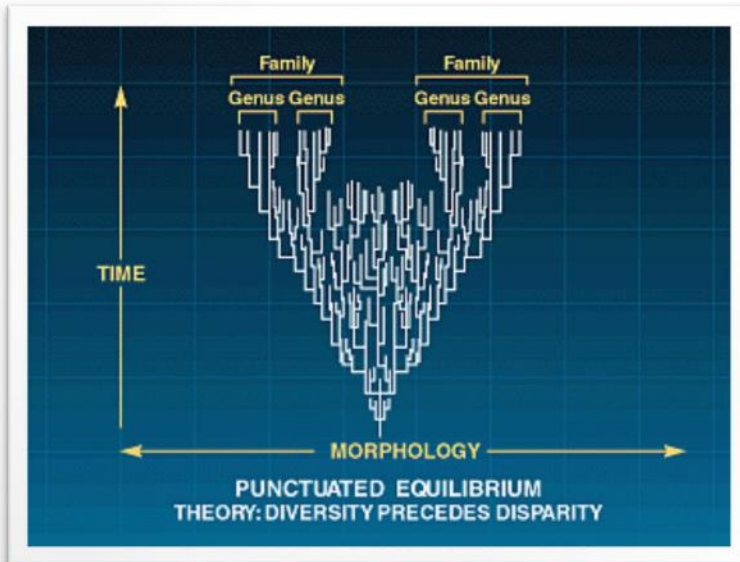 Family Family
Genus Genus Genus Genus
TIME
MORPHOLOGY
PUNCTUATED EQUILIBRIUM
THEORY: DIVERSITY PRECEDES DISPARITY